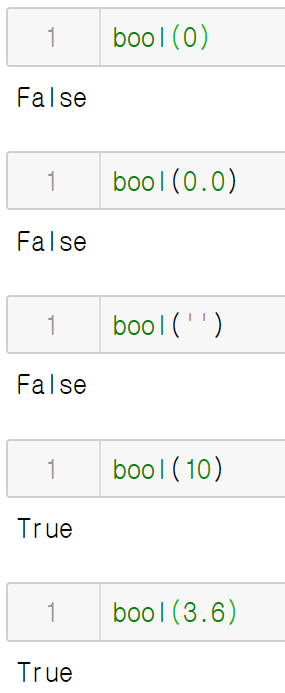 1 bool(0)
False
1 bool(0.0)
False
1 bool('')
False
1 bool(10)
True
1 bool(3.6)
True